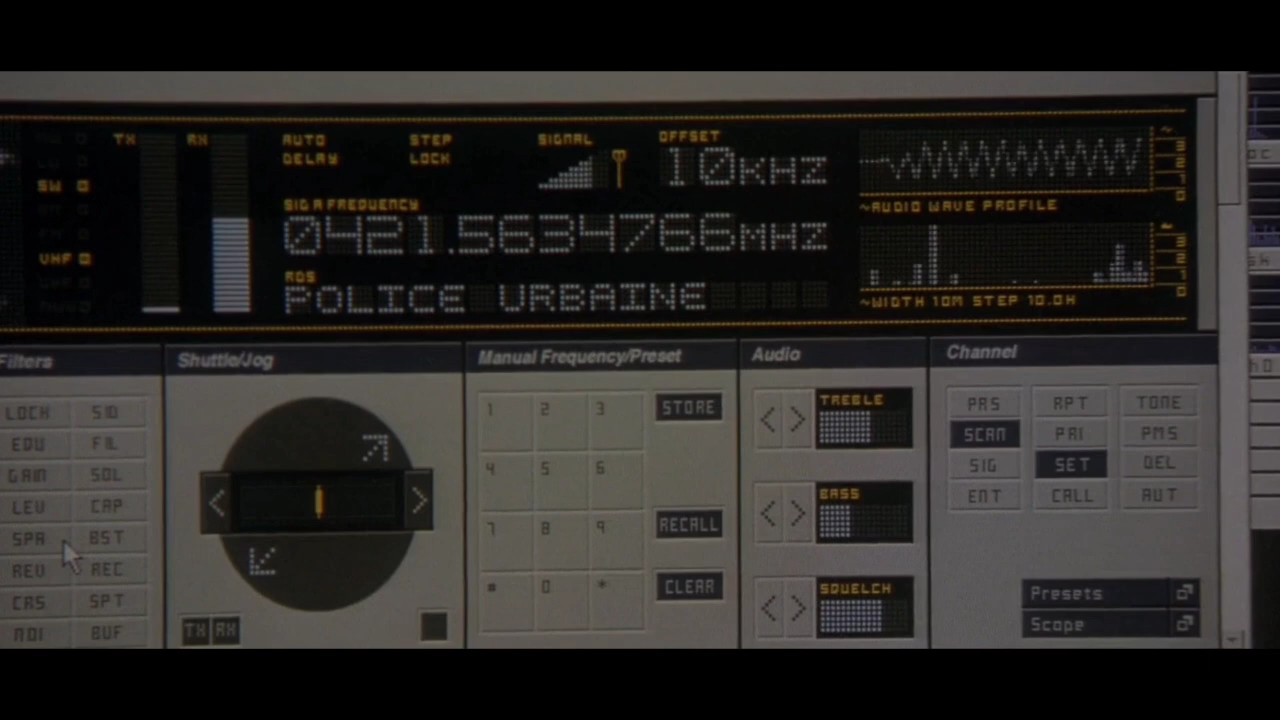 TX RX
AUTO STEP SIGNAL OFFSET
DELAY LOCK 10KHZ
SW
SIG A FREQUENCY
0421.5634766MHZ
~AUDIO WAVE PROFILE
VHF
RDS
POLICE URBAINE
~WIDTH 10M STEP 10.0H
Filters
LOCK SID
EQU FIL
GAIN SOL
LEV CAP
SPA BST
REV REC
CAS SPT
NOI BUF
Shuttle/Jog
TX RX
Manual Frequency/Preset
1 2 3 STORE
4 5 6
7 8 9 RECALL
0 * CLEAR
Audio
TREBLE
BASS
SQUELCH
Channel
PRS RPT TONE
SCAN PRI PMS
SIG SET DEL
ENT CALL AUT
Presets
Scope